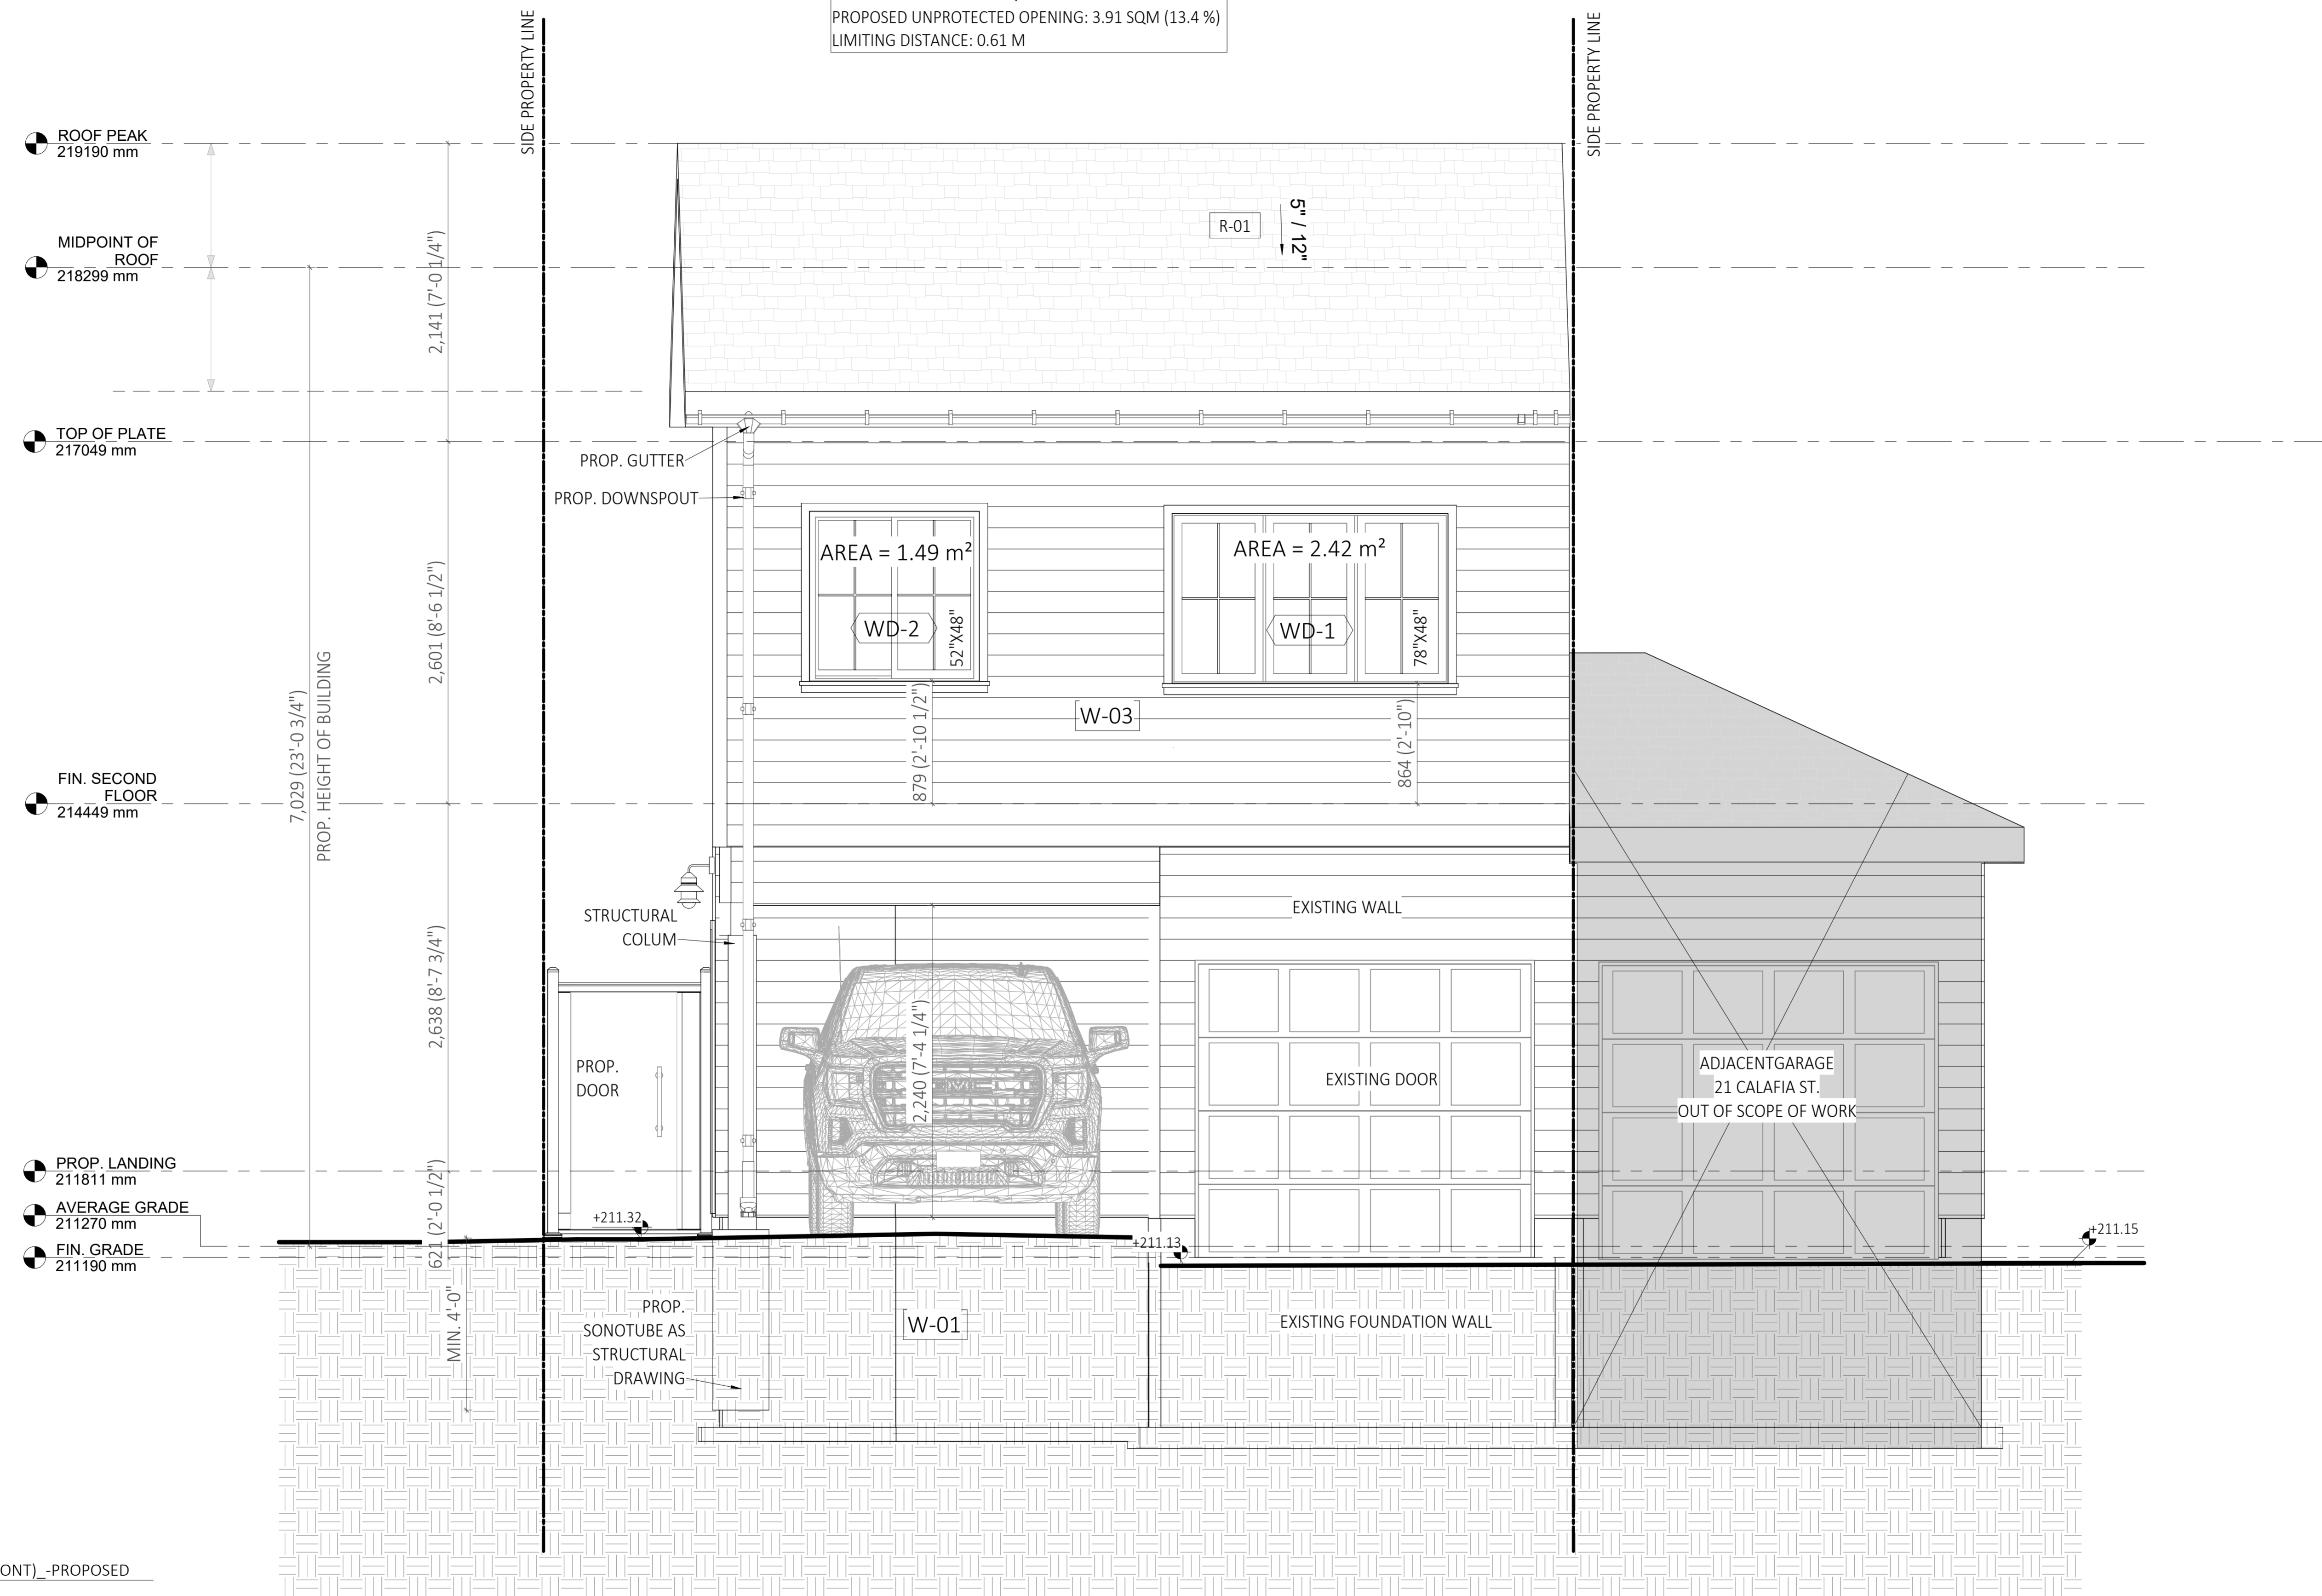 PROPOSED UNPROTECTED OPENING: 3.91 SQM (13.4 %)
LIMITING DISTANCE: 0.61 M
SIDE PROPERTY LINE
SIDE PROPERTY LINE
ROOF PEAK
219190 mm
MIDPOINT OF
ROOF
218299 mm
2,141 (7'-0 1/4")
R-01
5" / 12"
TOP OF PLATE
217049 mm
PROP. GUTTER
PROP. DOWNSPOUT
AREA = 1.49 m²
WD-2
52"X48"
AREA = 2.42 m²
WD-1
78"X48"
2,601 (8'-6 1/2")
7,029 (23'-0 3/4")
PROP. HEIGHT OF BUILDING
879 (2'-10 1/2")
W-03
864 (2'-10")
FIN. SECOND
FLOOR
214449 mm
STRUCTURAL
COLUM
EXISTING WALL
2,638 (8'-7 3/4")
PROP.
DOOR
2,240 (7'-4 1/4")
GMC
EXISTING DOOR
ADJACENTGARAGE
21 CALAFIA ST.
OUT OF SCOPE OF WORK
PROP. LANDING
211811 mm
AVERAGE GRADE
211270 mm
FIN. GRADE
211190 mm
621 (2'-0 1/2")
+211.32
+211.13
+211.15
MIN. 4'-0"
PROP.
SONOTUBE AS
STRUCTURAL
DRAWING
W-01
EXISTING FOUNDATION WALL
ONT)_-PROPOSED